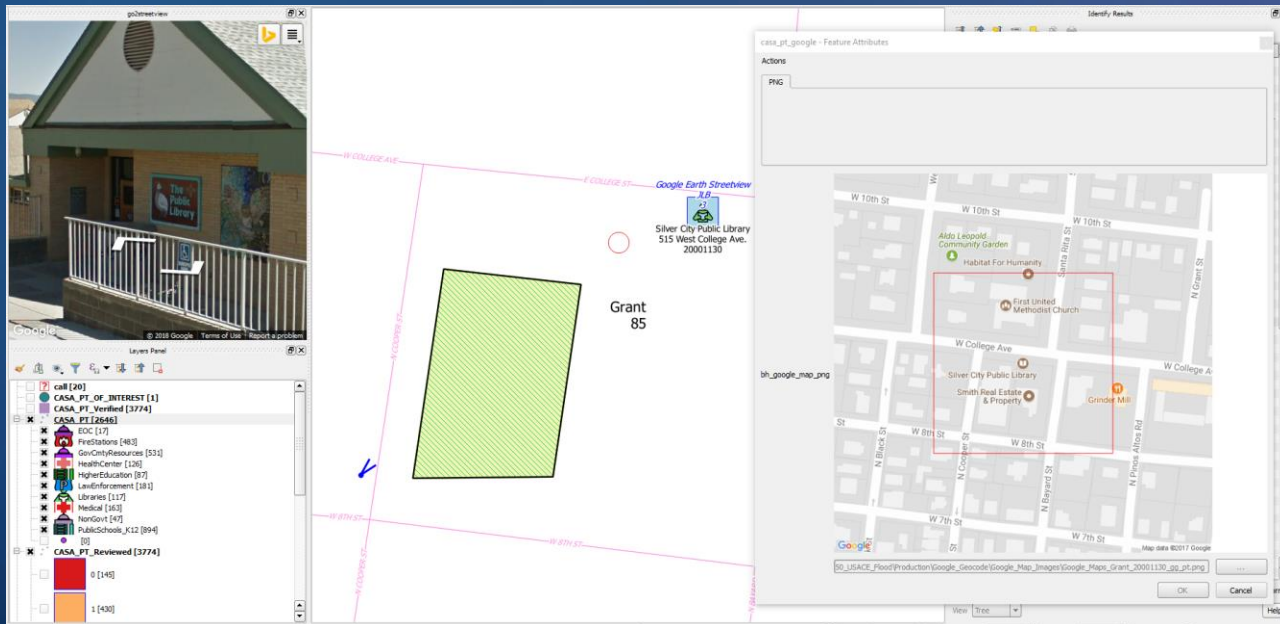 go2streetview
The
Public
Library
Google
© 2018 Google
Terms of Use
Report a problem
Layers Panel
call [20]
CASA_PT_OF_INTEREST [1]
CASA_PT_Verified [3774]
CASA_PT [2646]
EOC [17]
FireStations [483]
GovCmtyResources [531]
HealthCenter [126]
HigherEducation [87]
LawEnforcement [181]
Libraries [117]
Medical [163]
NonGovt [47]
PublicSchools_K12 [894]
[0]
CASA_PT_Reviewed [3774]
0 [145]
1 [430]
W COLLEGE AVE
E COLLEGE ST
Google Earth Streetview
JLB
+2
Silver City Public Library
515 West College Ave.
20001130
Grant
85
N COOPER ST
W 8TH ST
W 8TH ST
Identify Results
casa_pt_google - Feature Attributes
Actions
PNG
bh_google_map_png
W 10th St
W 10th St
W 10th St
Aldo Leopold
Community Garden
Habitat For Humanity
Santa Rita St
N Grant St
First United
Methodist Church
W College Ave
W College A
Silver City Public Library
Smith Real Estate
& Property
Grinder Mill
St
W 8th St
W 8th St
N Black St
N Cooper St
N Bayard St
N Pinos Altos Rd
W 7th St
W 7th St
Google
Map data ©2017 Google
50_USACE_Flood\Production\Google_Geocode\Google_Map_Images\Google_Maps_Grant_20001130_gg_pt.png
...
OK
Cancel
View
Tree
Help